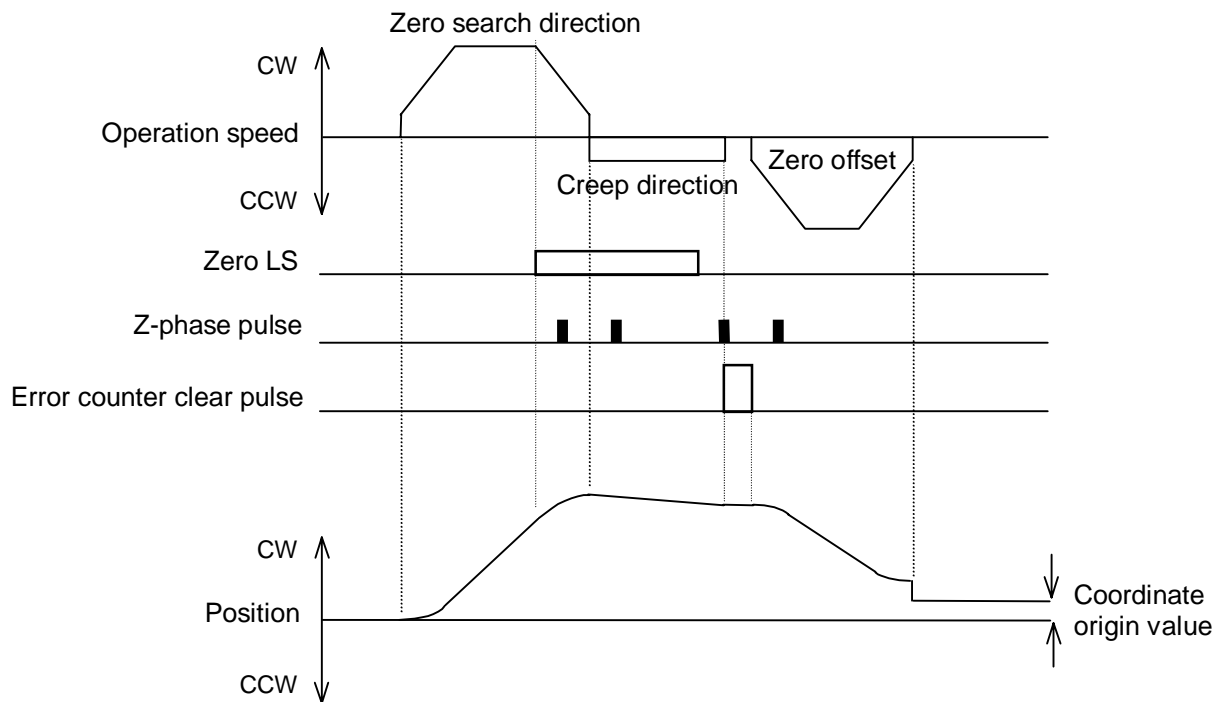 Zero search direction
CW
Operation speed
Zero offset
Creep direction
CCW
Zero LS
Z-phase pulse
Error counter clear pulse
CW
Position
Coordinate
origin value
CCW